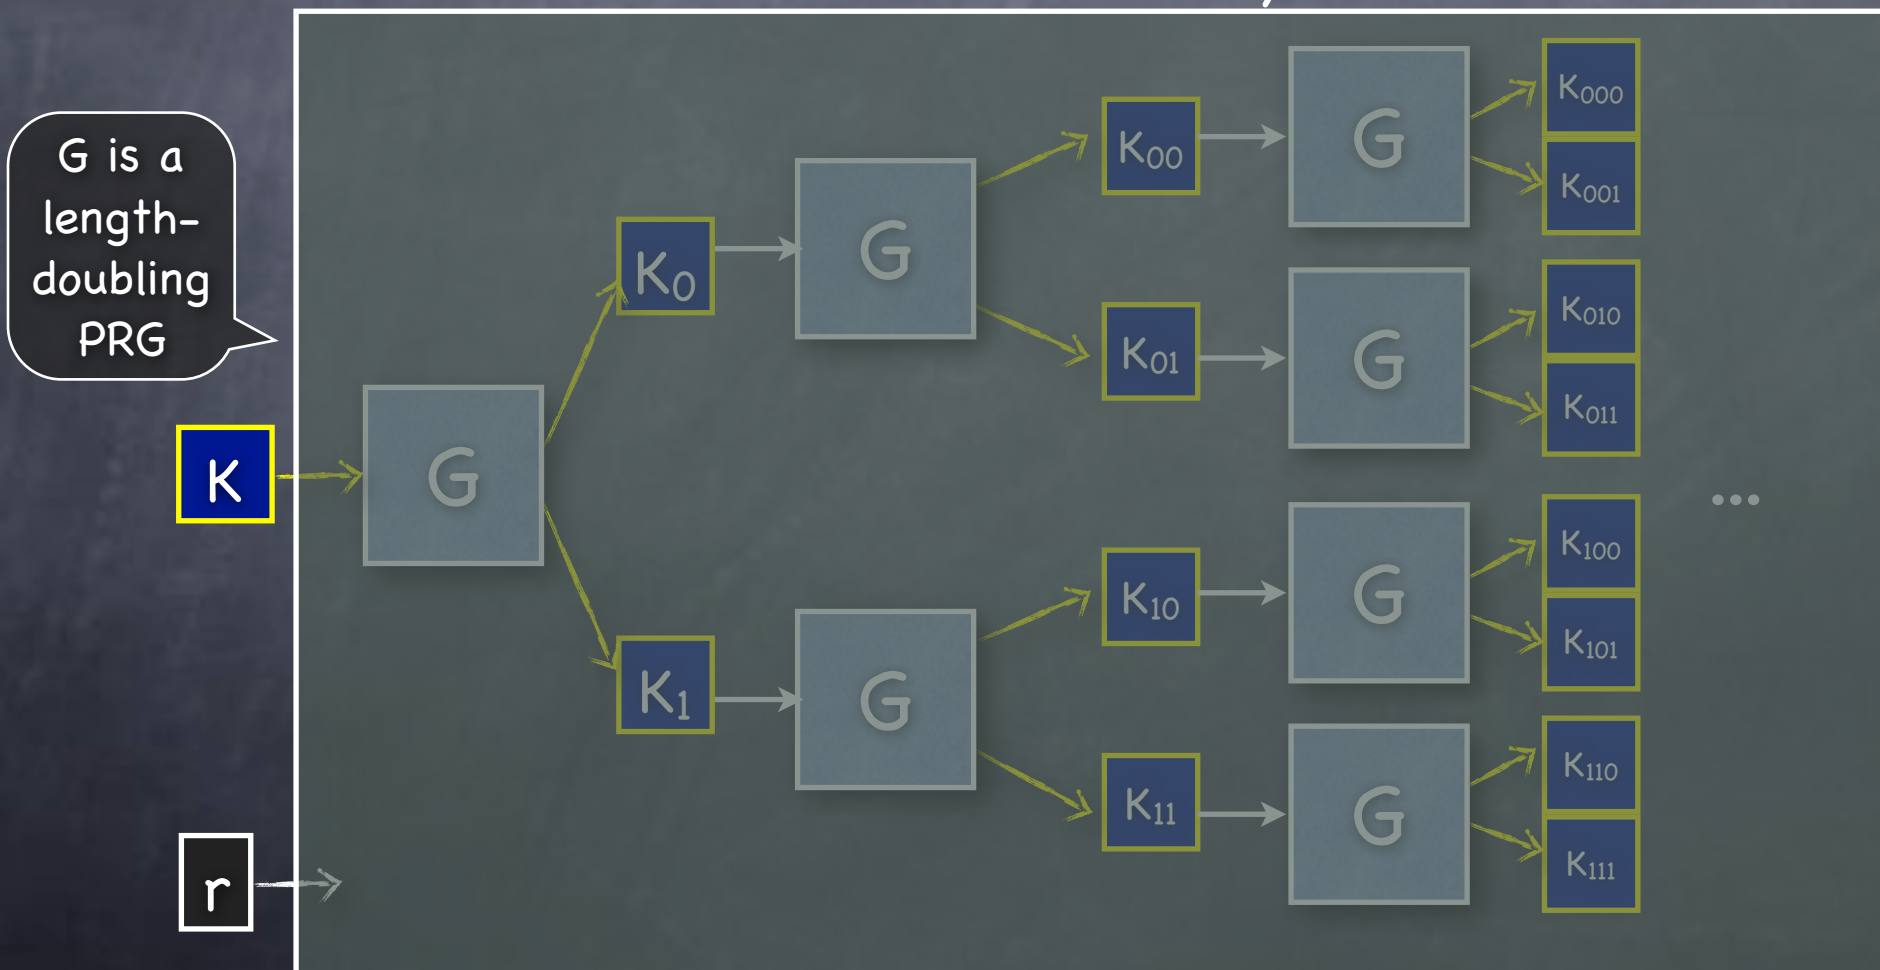 G is a
length-
doubling
PRG
K
r
G
K₀
K₁
G
G
K₀₀
K₀₁
K₁₀
K₁₁
G
G
G
G
K₀₀₀
K₀₀₁
K₀₁₀
K₀₁₁
K₁₀₀
K₁₀₁
K₁₁₀
K₁₁₁
...